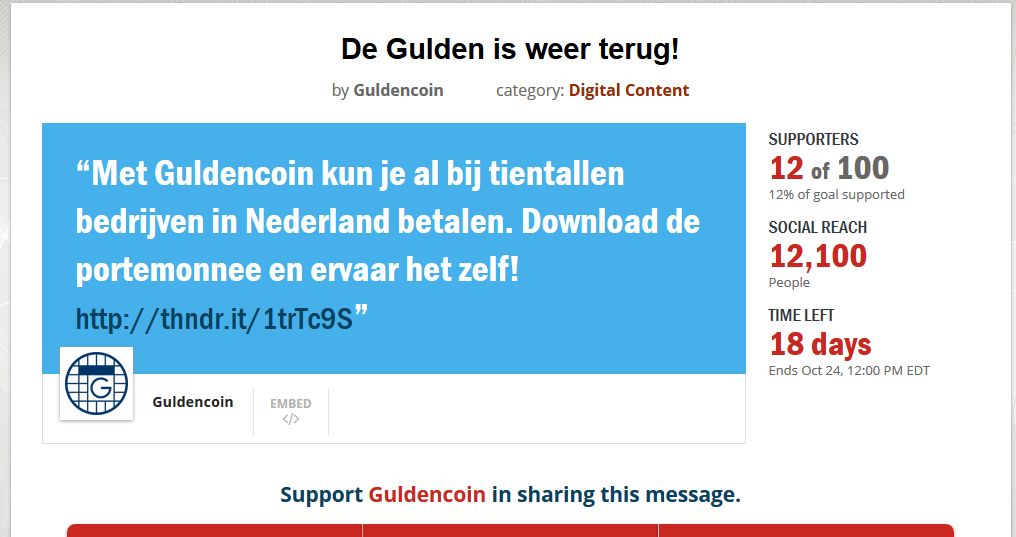 De Gulden is weer terug!
by Guldencoin category: Digital Content
“Met Guldencoin kun je al bij tientallen
bedrijven in Nederland betalen. Download de
portemonnee en ervaar het zelf!
http://thndr.it/1trTc9S”
G
Guldencoin
EMBED
</>
SUPPORTERS
12 of 100
12% of goal supported
SOCIAL REACH
12,100
People
TIME LEFT
18 days
Ends Oct 24, 12:00 PM EDT
Support Guldencoin in sharing this message.